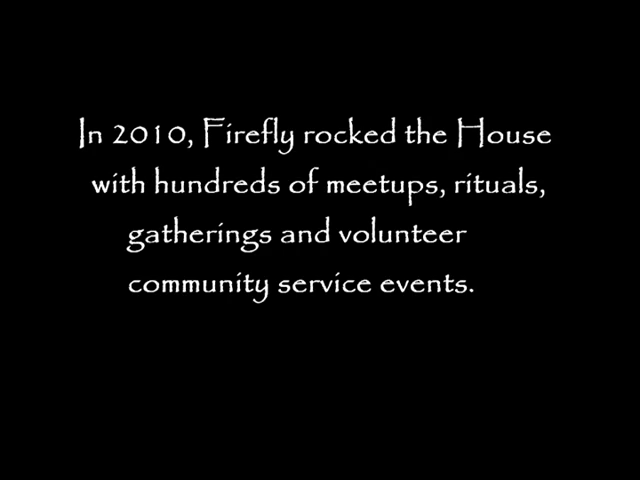 In 2010, Firefly rocked the House
with hundreds of meetups, rituals,
gatherings and volunteer
community service events.